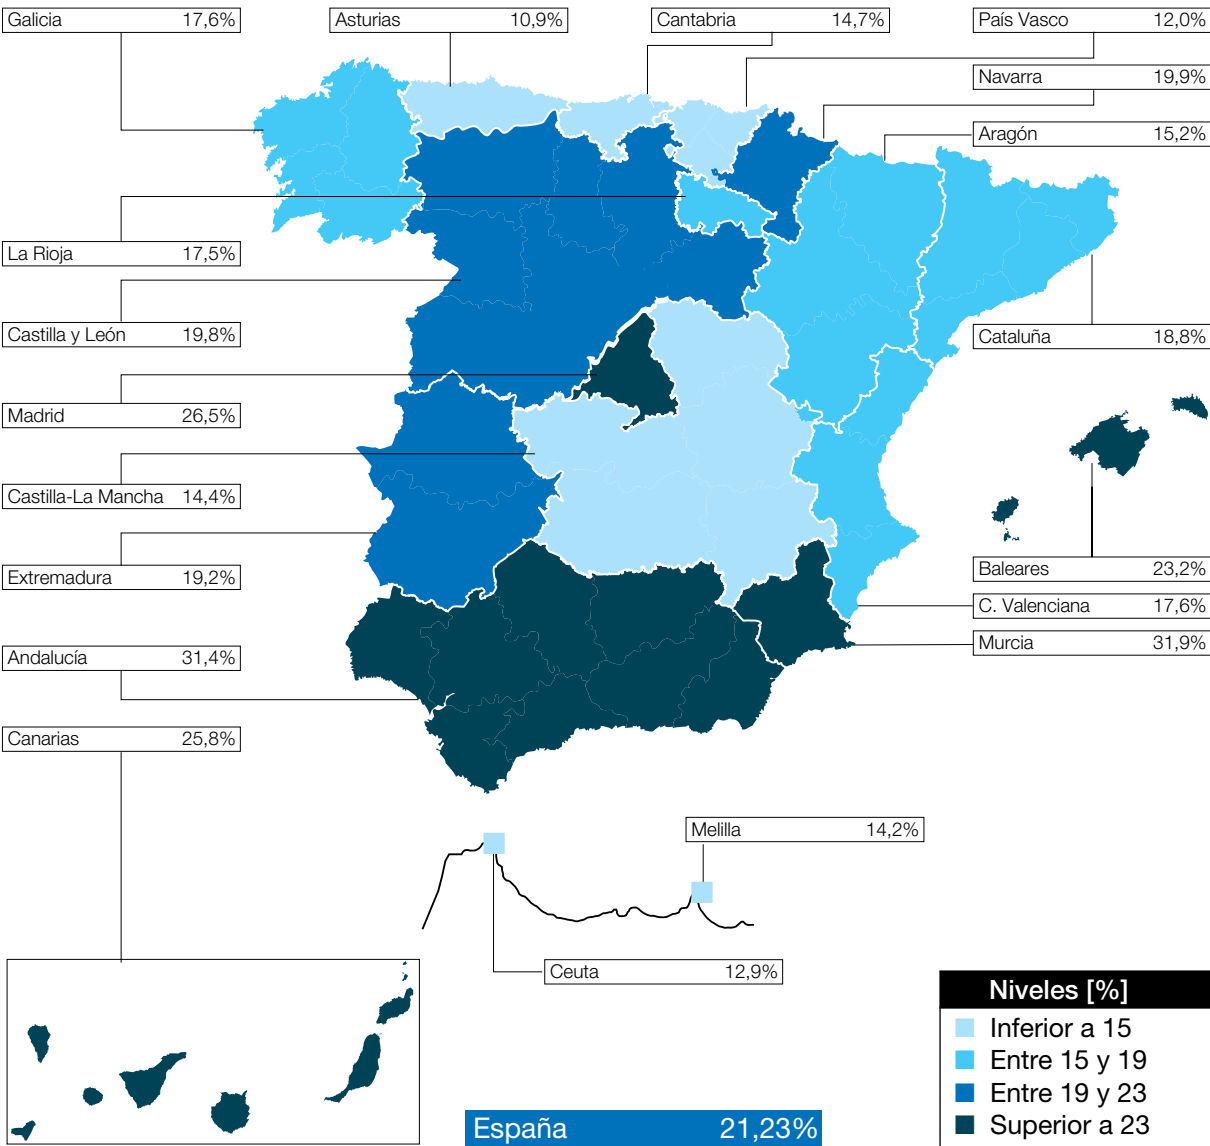 Galicia 17,6%
Asturias 10,9%
Cantabria 14,7%
País Vasco 12,0%
Navarra 19,9%
Aragón 15,2%
La Rioja 17,5%
Castilla y León 19,8%
Cataluña 18,8%
Madrid 26,5%
Castilla-La Mancha 14,4%
Extremadura 19,2%
Baleares 23,2%
C. Valenciana 17,6%
Murcia 31,9%
Andalucía 31,4%
Canarias 25,8%
Melilla 14,2%
Ceuta 12,9%
Niveles [%]
Inferior a 15
Entre 15 y 19
Entre 19 y 23
Superior a 23
España 21,23%